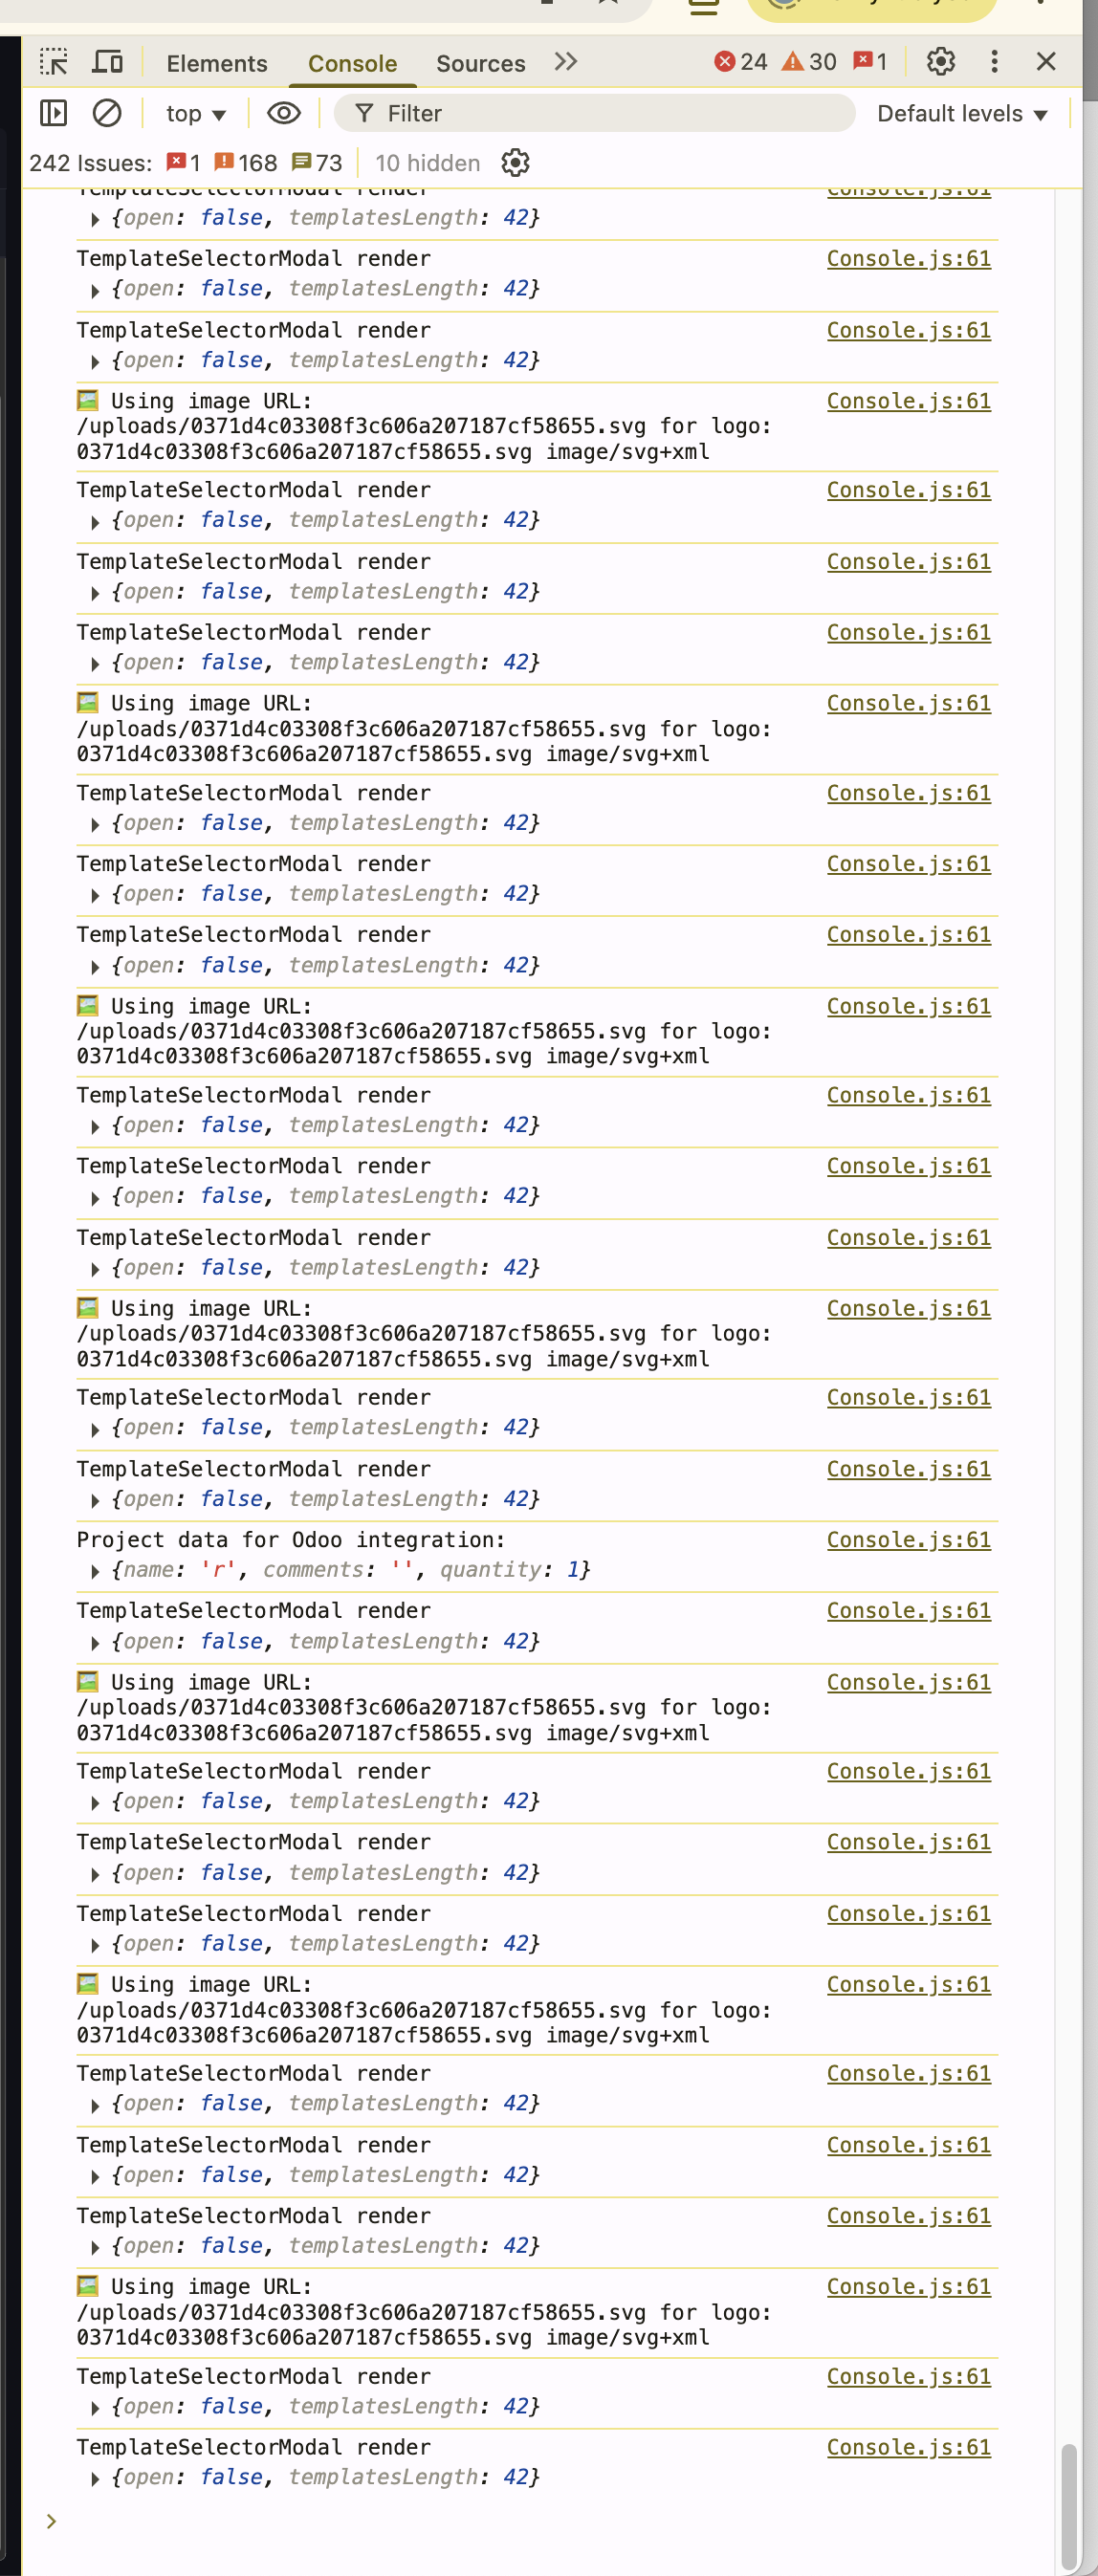 Elements Console Sources 24 30 1
top Filter Default levels
242 Issues: 1 168 73 10 hidden
TemplateSelectorModal render Console.js:61
{open: false, templatesLength: 42}
TemplateSelectorModal render Console.js:61
{open: false, templatesLength: 42}
TemplateSelectorModal render Console.js:61
{open: false, templatesLength: 42}
🖼️ Using image URL: Console.js:61
/uploads/0371d4c03308f3c606a207187cf58655.svg for logo:
0371d4c03308f3c606a207187cf58655.svg image/svg+xml
TemplateSelectorModal render Console.js:61
{open: false, templatesLength: 42}
TemplateSelectorModal render Console.js:61
{open: false, templatesLength: 42}
TemplateSelectorModal render Console.js:61
{open: false, templatesLength: 42}
🖼️ Using image URL: Console.js:61
/uploads/0371d4c03308f3c606a207187cf58655.svg for logo:
0371d4c03308f3c606a207187cf58655.svg image/svg+xml
TemplateSelectorModal render Console.js:61
{open: false, templatesLength: 42}
TemplateSelectorModal render Console.js:61
{open: false, templatesLength: 42}
TemplateSelectorModal render Console.js:61
{open: false, templatesLength: 42}
🖼️ Using image URL: Console.js:61
/uploads/0371d4c03308f3c606a207187cf58655.svg for logo:
0371d4c03308f3c606a207187cf58655.svg image/svg+xml
TemplateSelectorModal render Console.js:61
{open: false, templatesLength: 42}
TemplateSelectorModal render Console.js:61
{open: false, templatesLength: 42}
TemplateSelectorModal render Console.js:61
{open: false, templatesLength: 42}
🖼️ Using image URL: Console.js:61
/uploads/0371d4c03308f3c606a207187cf58655.svg for logo:
0371d4c03308f3c606a207187cf58655.svg image/svg+xml
TemplateSelectorModal render Console.js:61
{open: false, templatesLength: 42}
TemplateSelectorModal render Console.js:61
{open: false, templatesLength: 42}
Project data for Odoo integration: Console.js:61
{name: 'r', comments: '', quantity: 1}
TemplateSelectorModal render Console.js:61
{open: false, templatesLength: 42}
🖼️ Using image URL: Console.js:61
/uploads/0371d4c03308f3c606a207187cf58655.svg for logo:
0371d4c03308f3c606a207187cf58655.svg image/svg+xml
TemplateSelectorModal render Console.js:61
{open: false, templatesLength: 42}
TemplateSelectorModal render Console.js:61
{open: false, templatesLength: 42}
TemplateSelectorModal render Console.js:61
{open: false, templatesLength: 42}
🖼️ Using image URL: Console.js:61
/uploads/0371d4c03308f3c606a207187cf58655.svg for logo:
0371d4c03308f3c606a207187cf58655.svg image/svg+xml
TemplateSelectorModal render Console.js:61
{open: false, templatesLength: 42}
TemplateSelectorModal render Console.js:61
{open: false, templatesLength: 42}
TemplateSelectorModal render Console.js:61
{open: false, templatesLength: 42}
🖼️ Using image URL: Console.js:61
/uploads/0371d4c03308f3c606a207187cf58655.svg for logo:
0371d4c03308f3c606a207187cf58655.svg image/svg+xml
TemplateSelectorModal render Console.js:61
{open: false, templatesLength: 42}
TemplateSelectorModal render Console.js:61
{open: false, templatesLength: 42}